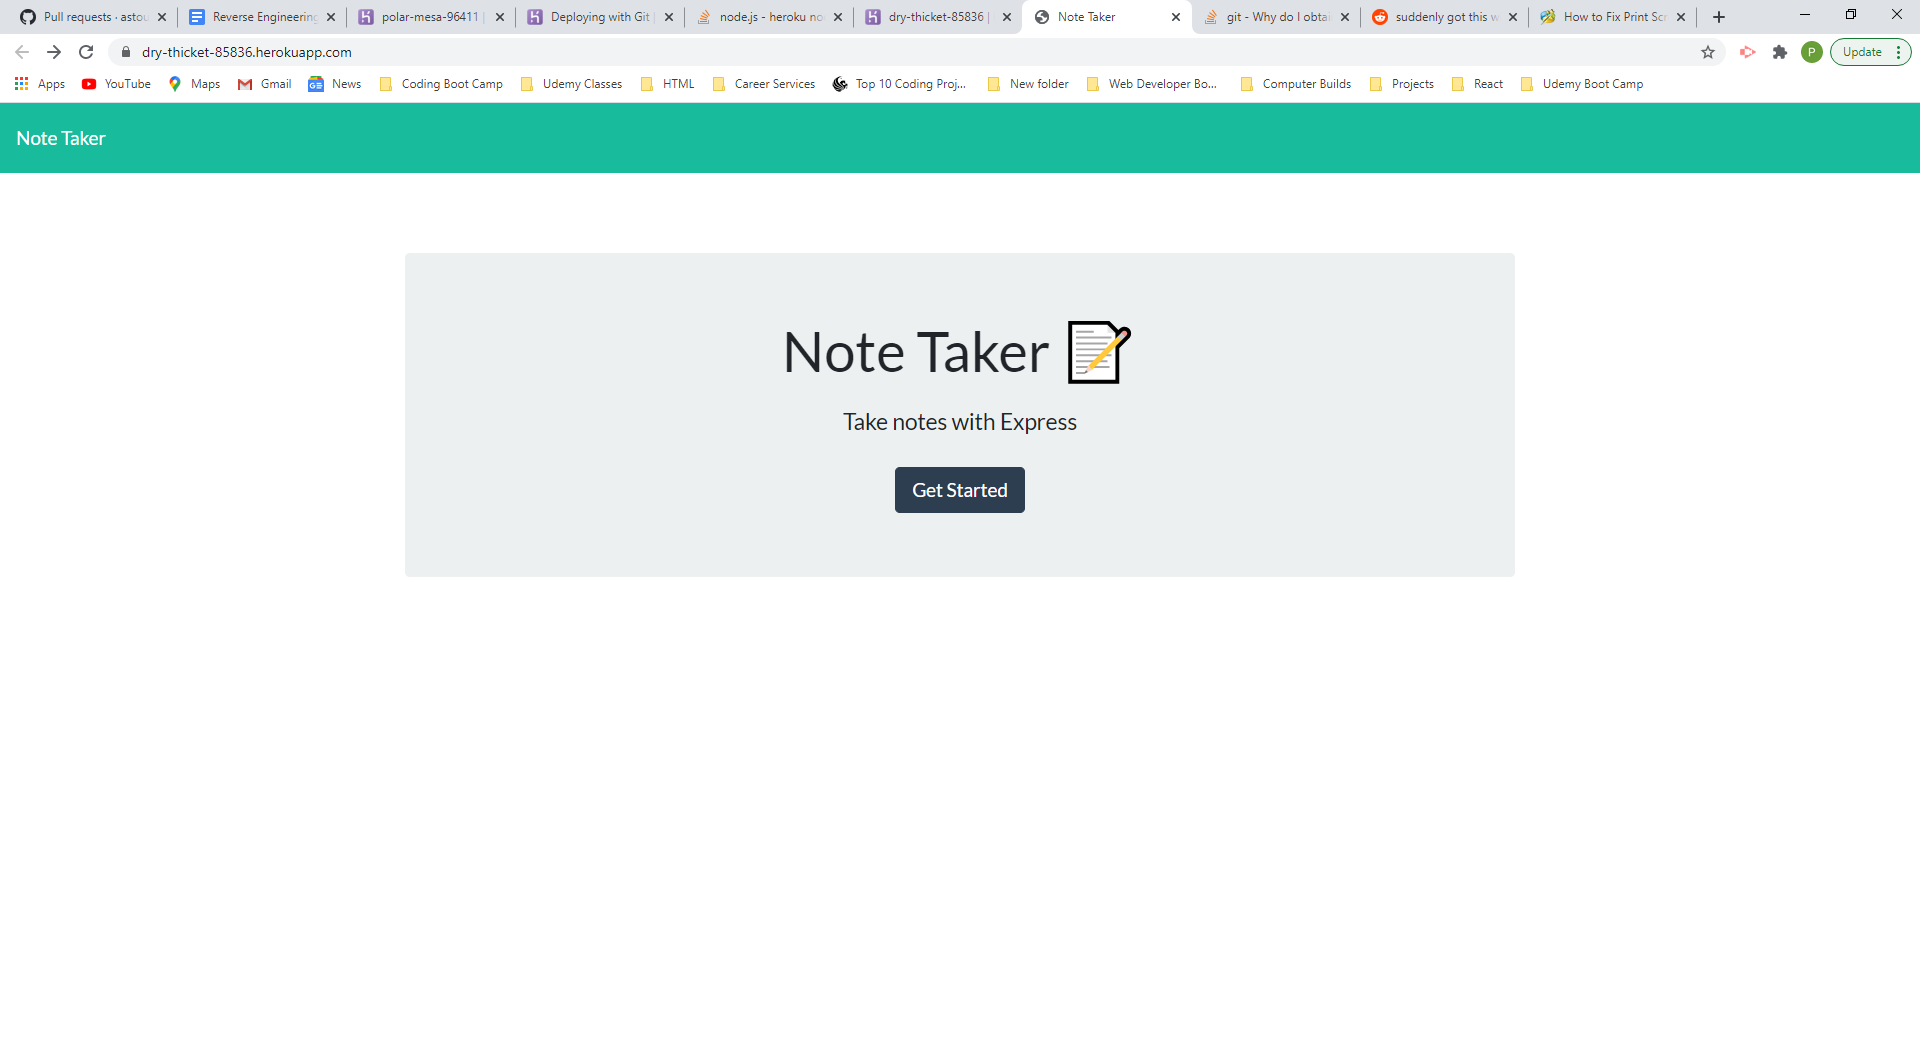 Pull requests · astou
Reverse Engineering
polar-mesa-96411 |
Deploying with Git |
node.js - heroku no
dry-thicket-85836 |
Note Taker
git - Why do I obtai
suddenly got this w
How to Fix Print Scr
dry-thicket-85836.herokuapp.com
P
Update
Apps
YouTube
Maps
Gmail
News
Coding Boot Camp
Udemy Classes
HTML
Career Services
Top 10 Coding Proj...
New folder
Web Developer Bo...
Computer Builds
Projects
React
Udemy Boot Camp
Note Taker
Note Taker
Take notes with Express
Get Started